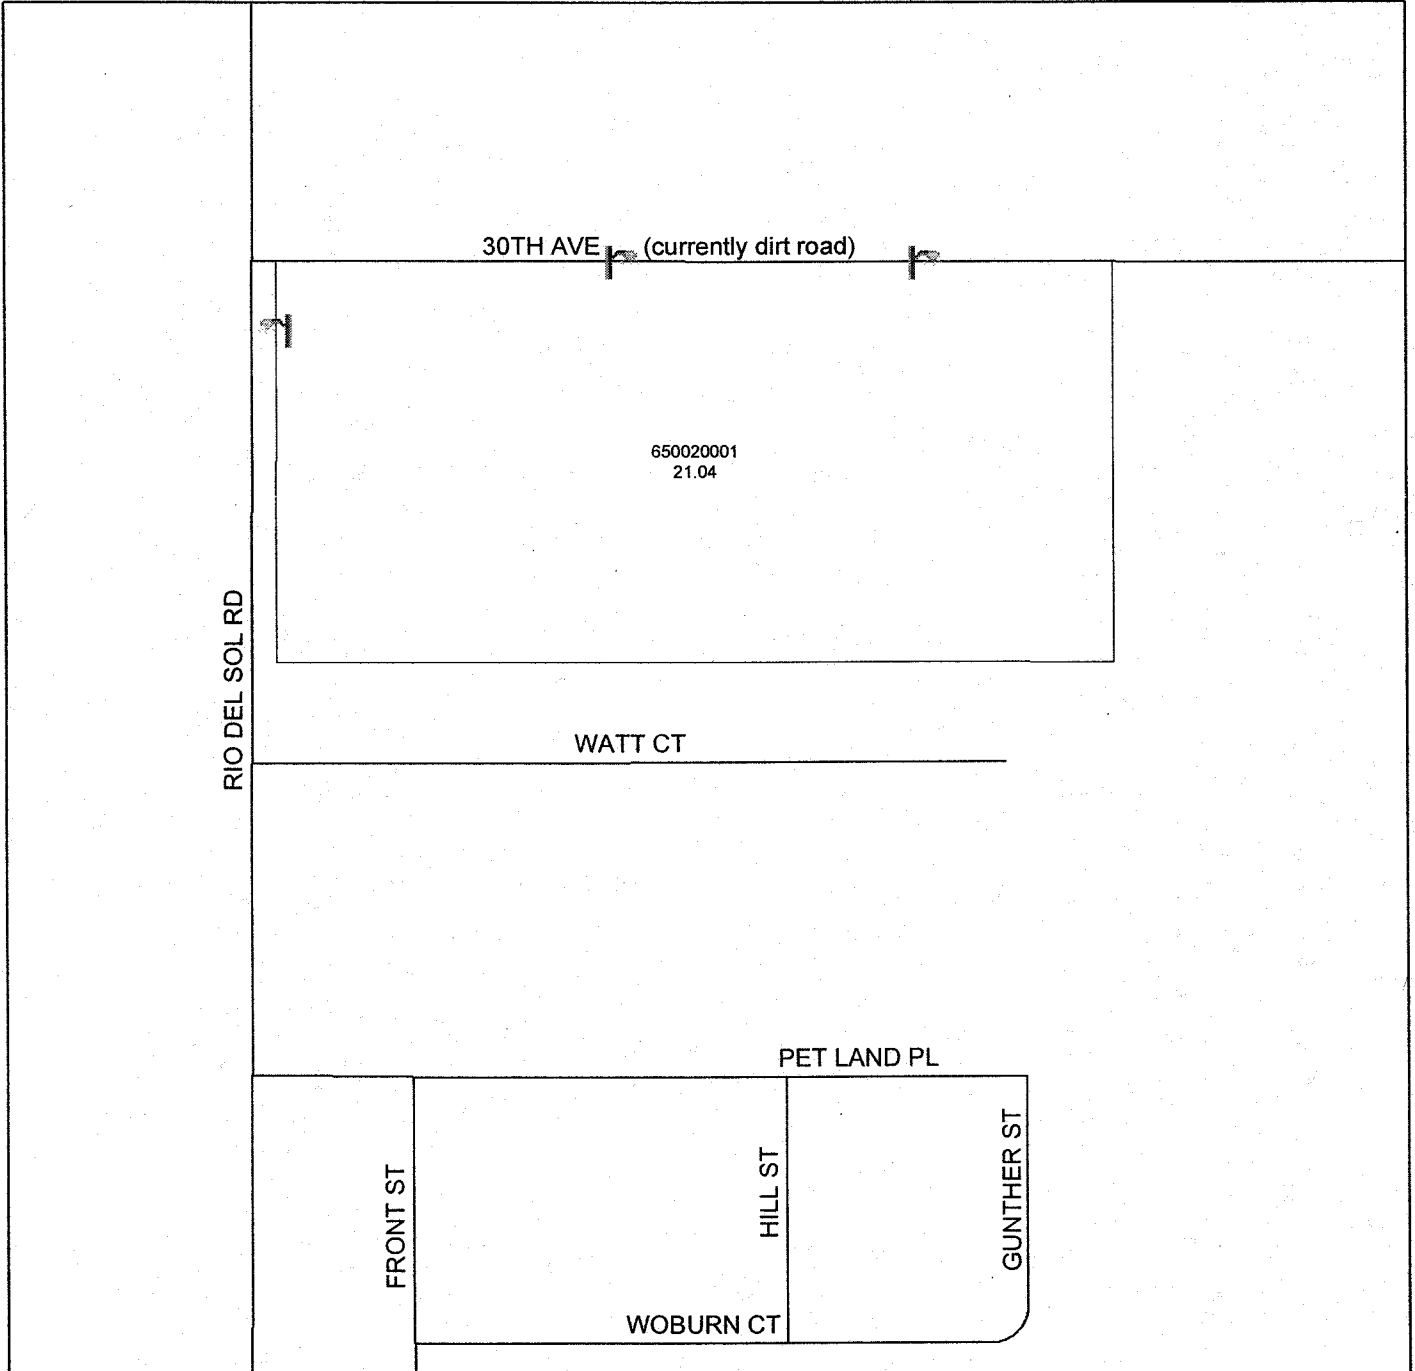 30TH AVE (currently dirt road)
650020001
21.04
RIO DEL SOL RD
WATT CT
PET LAND PL
FRONT ST
HILL ST
GUNTHER ST
WOBURN CT